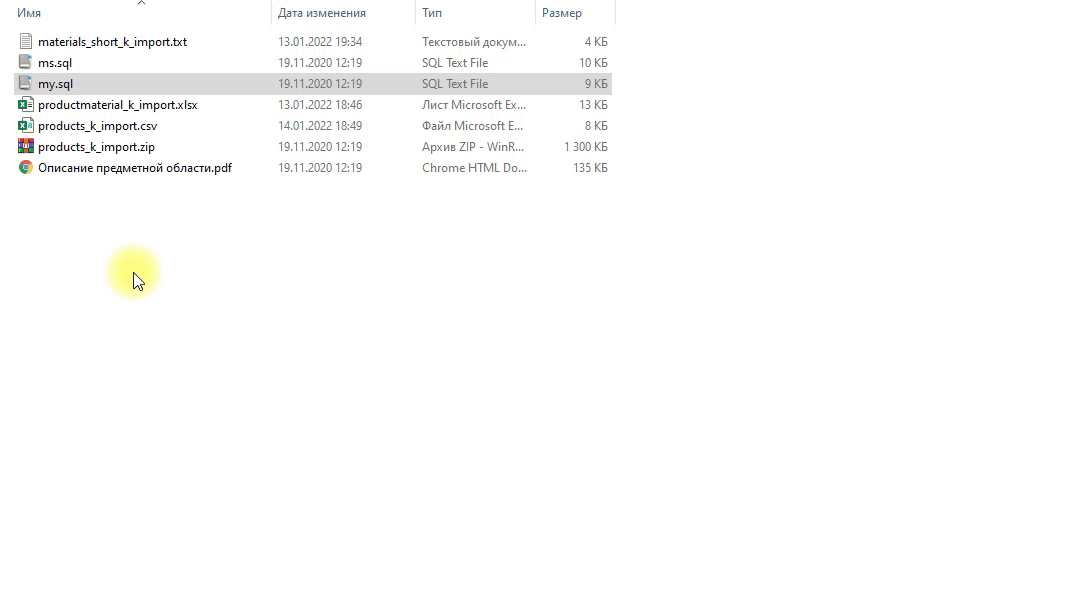 Имя Дата изменения Тип Размер
materials_short_k_import.txt 13.01.2022 19:34 Текстовый докум... 4 КБ
ms.sql 19.11.2020 12:19 SQL Text File 10 КБ
my.sql 19.11.2020 12:19 SQL Text File 9 КБ
productmaterial_k_import.xlsx 13.01.2022 18:46 Лист Microsoft Ex... 13 КБ
products_k_import.csv 14.01.2022 18:49 Файл Microsoft E... 8 КБ
products_k_import.zip 19.11.2020 12:19 Архив ZIP - WinR... 1 300 КБ
Описание предметной области.pdf 19.11.2020 12:19 Chrome HTML Do... 135 КБ